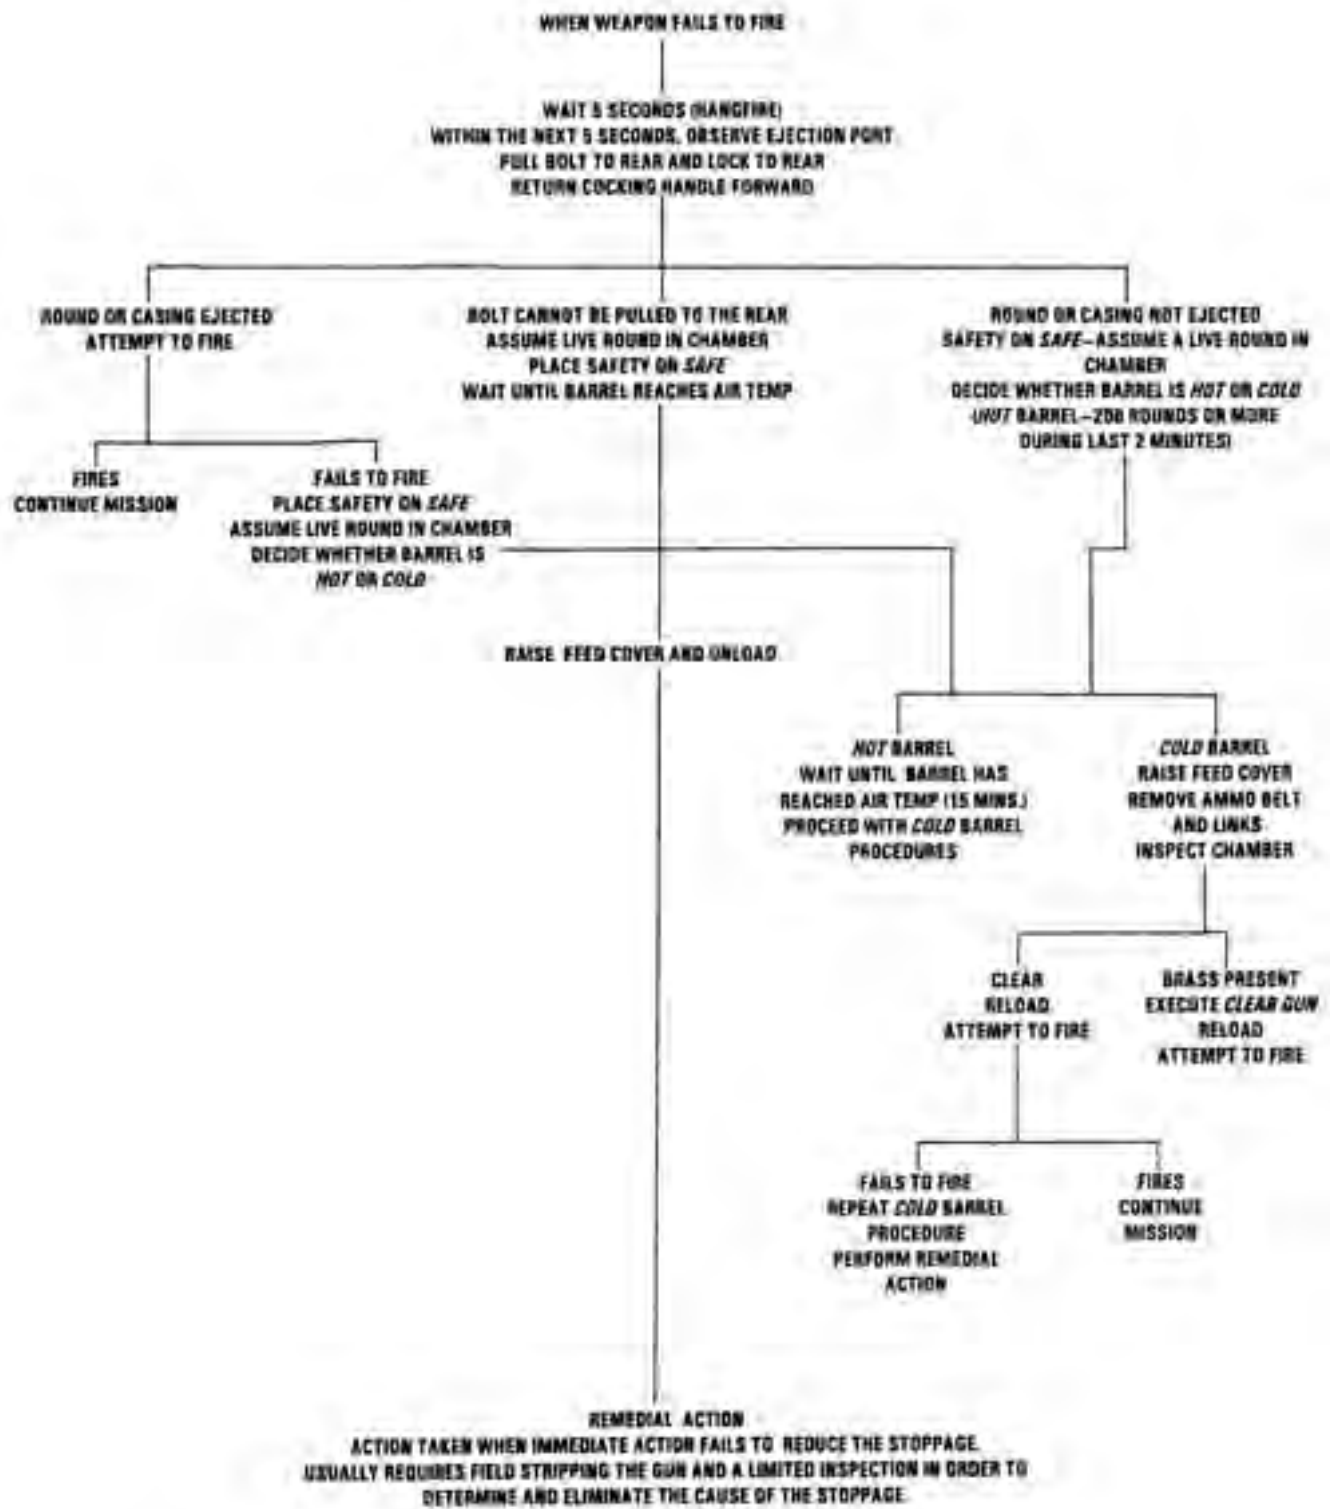 WHEN WEAPON FAILS TO FIRE
WAIT 5 SECONDS (HANGFIRE)
WITHIN THE NEXT 5 SECONDS, OBSERVE EJECTION PORT
PULL BOLT TO REAR AND LOCK TO REAR
RETURN COCKING HANDLE FORWARD
ROUND OR CASING EJECTED
ATTEMPT TO FIRE
BOLT CANNOT BE PULLED TO THE REAR
ASSUME LIVE ROUND IN CHAMBER
PLACE SAFETY ON SAFE
WAIT UNTIL BARREL REACHES AIR TEMP
ROUND OR CASING NOT EJECTED
SAFETY ON SAFE—ASSUME A LIVE ROUND IN
CHAMBER
DECIDE WHETHER BARREL IS HOT OR COLD
(HOT BARREL—200 ROUNDS OR MORE
DURING LAST 2 MINUTES)
FIRES
CONTINUE MISSION
FAILS TO FIRE
PLACE SAFETY ON SAFE
ASSUME LIVE ROUND IN CHAMBER
DECIDE WHETHER BARREL IS
HOT OR COLD
RAISE FEED COVER AND UNLOAD
HOT BARREL
WAIT UNTIL BARREL HAS
REACHED AIR TEMP (15 MINS.)
PROCEED WITH COLD BARREL
PROCEDURES
COLD BARREL
RAISE FEED COVER
REMOVE AMMO BELT
AND LINKS
INSPECT CHAMBER
CLEAR
RELOAD
ATTEMPT TO FIRE
BRASS PRESENT
EXECUTE CLEAR GUN
RELOAD
ATTEMPT TO FIRE
FAILS TO FIRE
REPEAT COLD BARREL
PROCEDURE
PERFORM REMEDIAL
ACTION
FIRES
CONTINUE
MISSION
REMEDIAL ACTION
ACTION TAKEN WHEN IMMEDIATE ACTION FAILS TO REDUCE THE STOPPAGE.
USUALLY REQUIRES FIELD STRIPPING THE GUN AND A LIMITED INSPECTION IN ORDER TO
DETERMINE AND ELIMINATE THE CAUSE OF THE STOPPAGE.